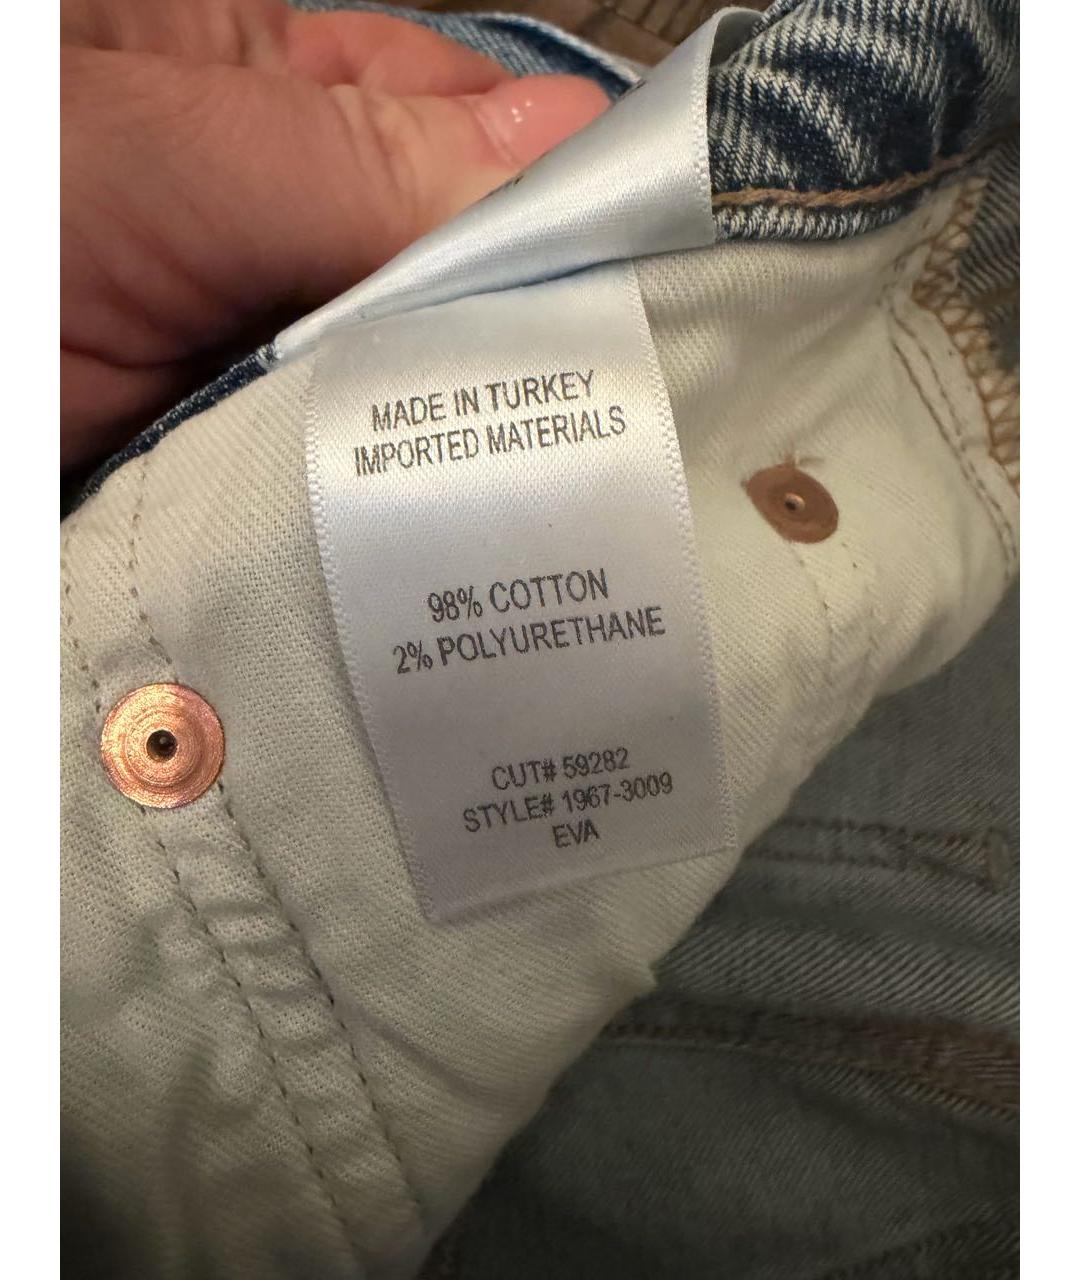 MADE IN TURKEY
IMPORTED MATERIALS
98% COTTON
2% POLYURETHANE
CUT# 59282
STYLE# 1967-3009
EVA